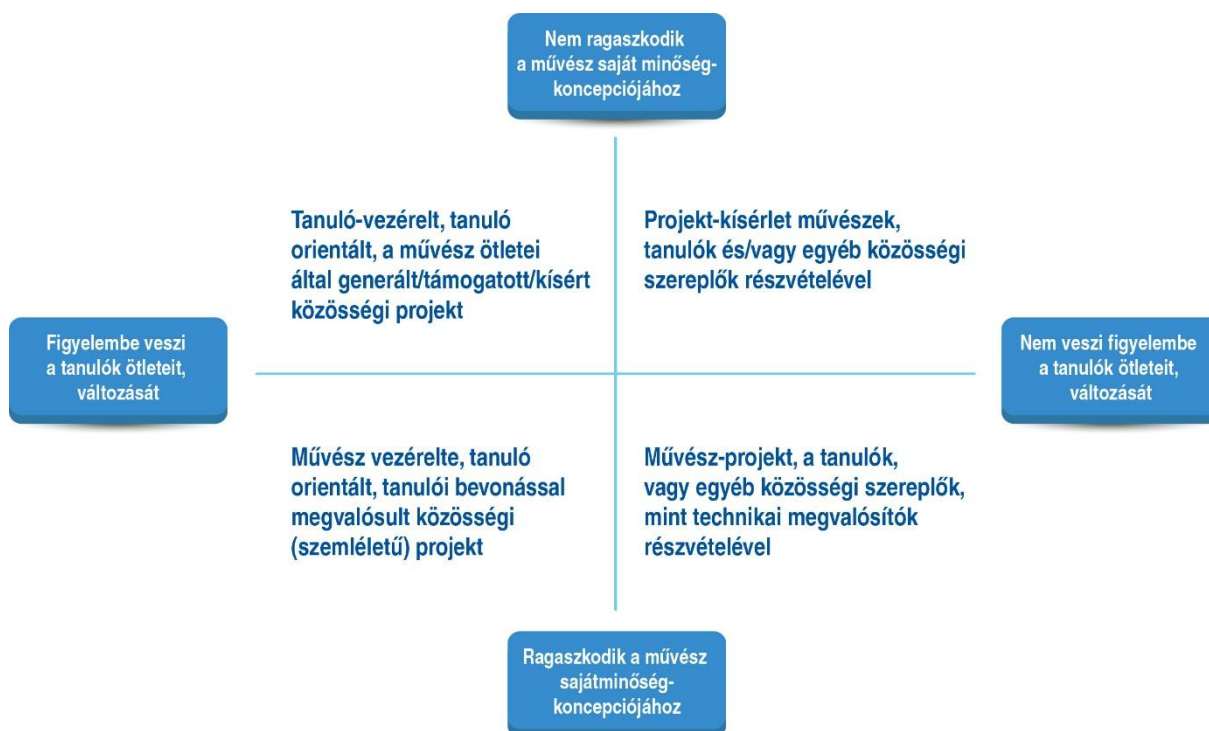 Nem ragaszkodik
a művész saját minőség-
koncepciójához
Tanuló-vezérelt, tanuló
orientált, a művész ötletei
által generált/támogatott/kísért
közösségi projekt
Projekt-kísérlet művészek,
tanulók és/vagy egyéb közösségi
szereplők részvételével
Figyelembe veszi
a tanulók ötleteit,
változását
Nem veszi figyelembe
a tanulók ötleteit,
változását
Művész vezérelte, tanuló
orientált, tanulói bevonással
megvalósult közösségi
(szemléletű) projekt
Művész-projekt, a tanulók,
vagy egyéb közösségi szereplők,
mint technikai megvalósítók
részvételével
Ragaszkodik a művész
sajátminőség-
koncepciójához